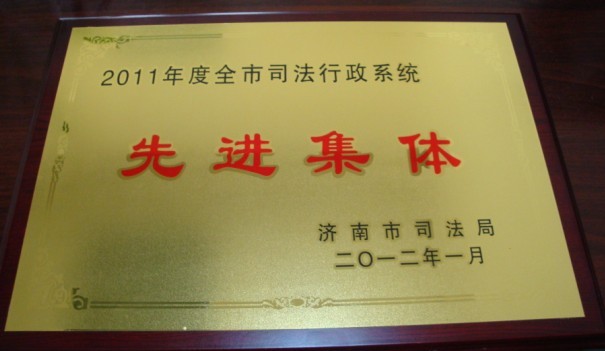 2011年度全市司法行政系统
先进集体
济南市司法局
二〇一二年一月